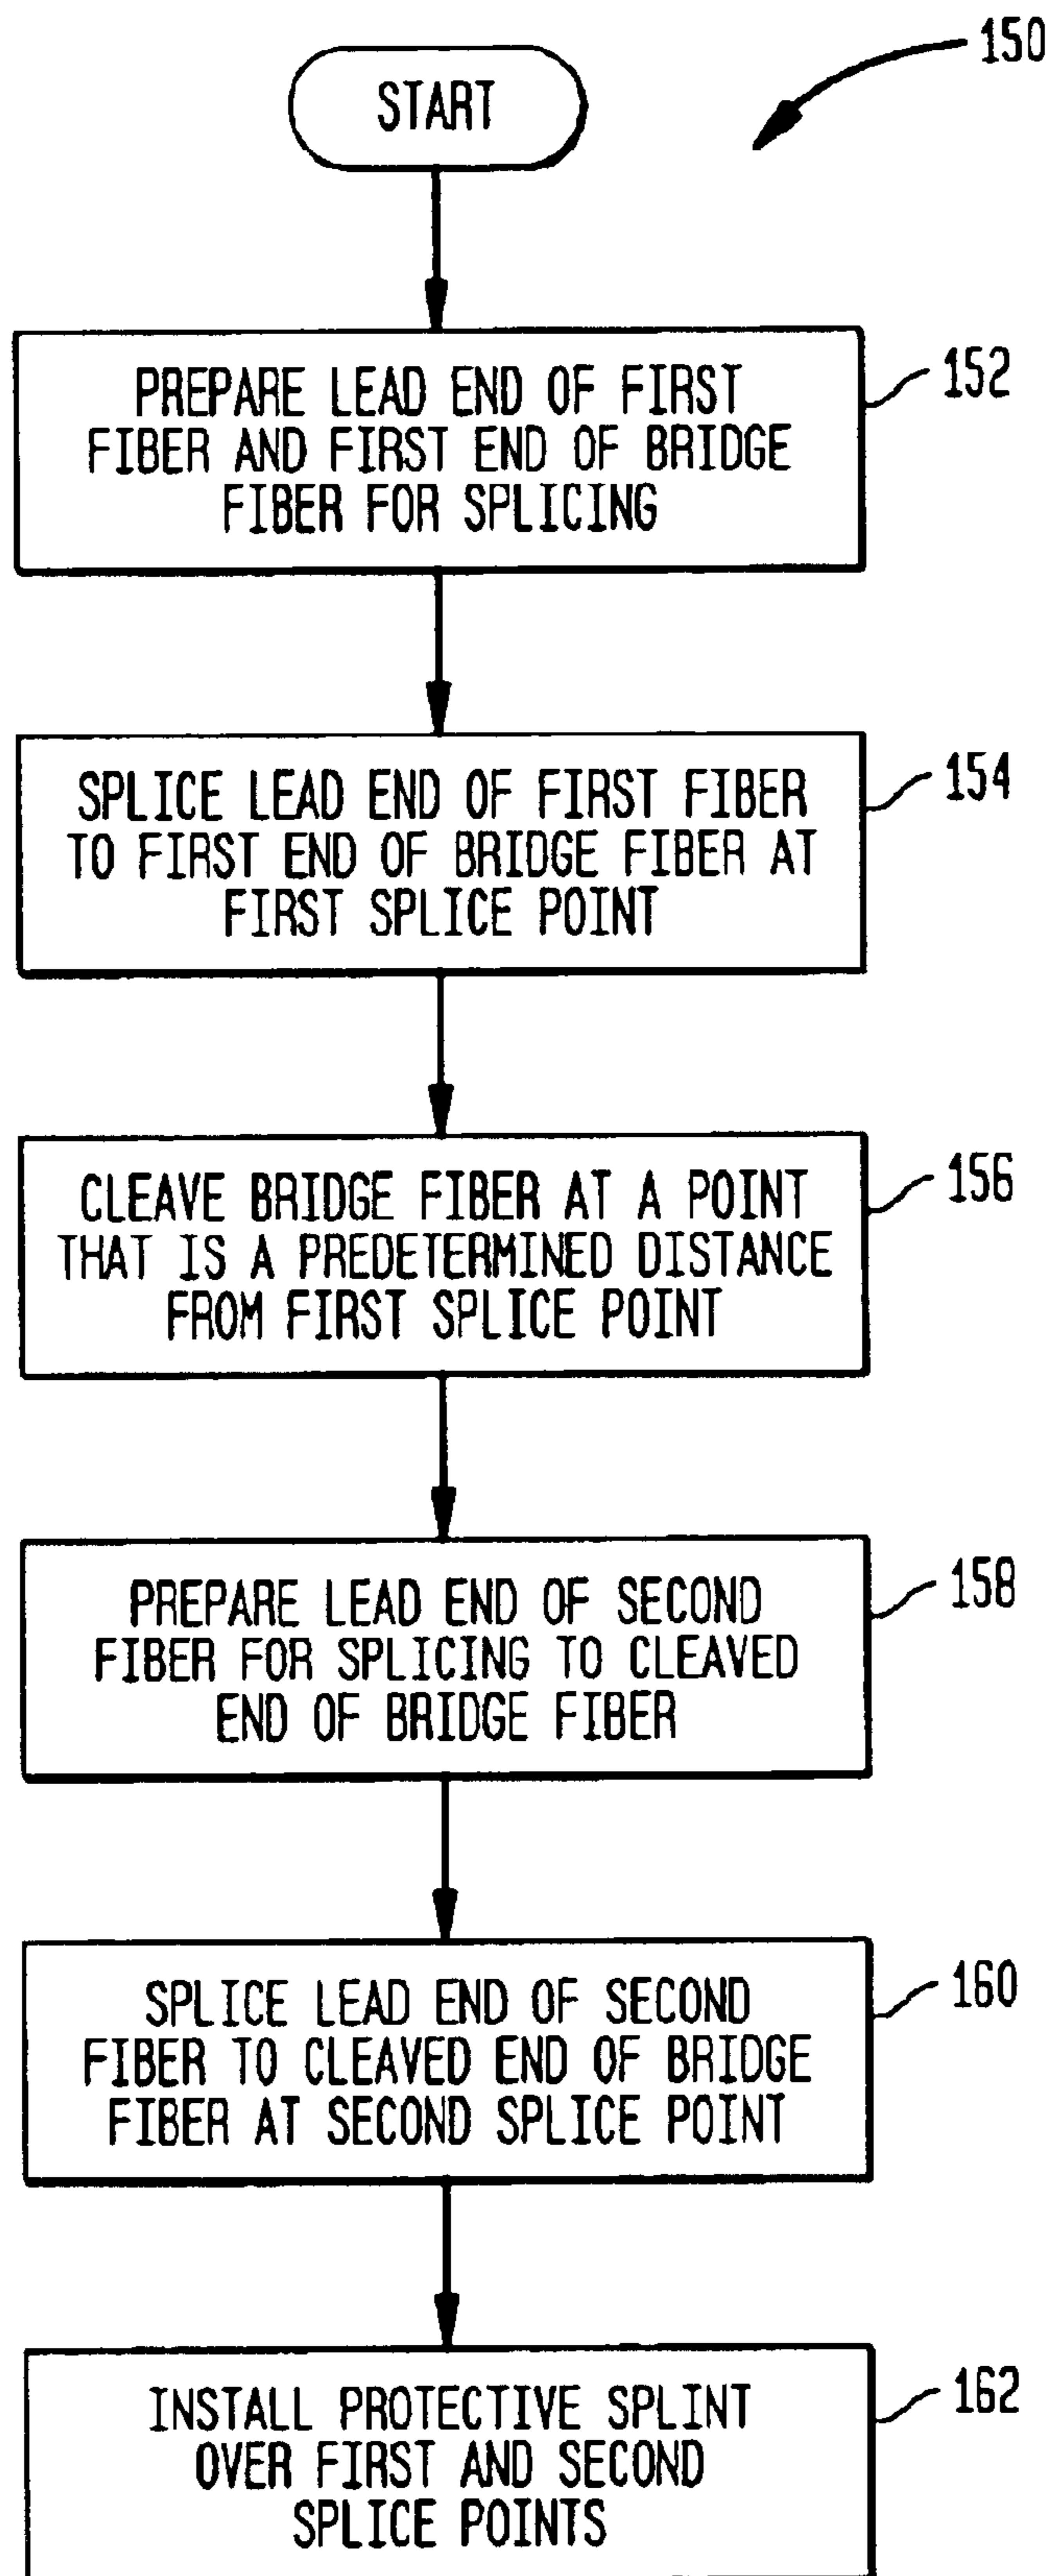 150
START
152
PREPARE LEAD END OF FIRST
FIBER AND FIRST END OF BRIDGE
FIBER FOR SPLICING
154
SPLICE LEAD END OF FIRST FIBER
TO FIRST END OF BRIDGE FIBER AT
FIRST SPLICE POINT
156
CLEAVE BRIDGE FIBER AT A POINT
THAT IS A PREDETERMINED DISTANCE
FROM FIRST SPLICE POINT
158
PREPARE LEAD END OF SECOND
FIBER FOR SPLICING TO CLEAVED
END OF BRIDGE FIBER
160
SPLICE LEAD END OF SECOND
FIBER TO CLEAVED END OF BRIDGE
FIBER AT SECOND SPLICE POINT
162
INSTALL PROTECTIVE SPLINT
OVER FIRST AND SECOND
SPLICE POINTS